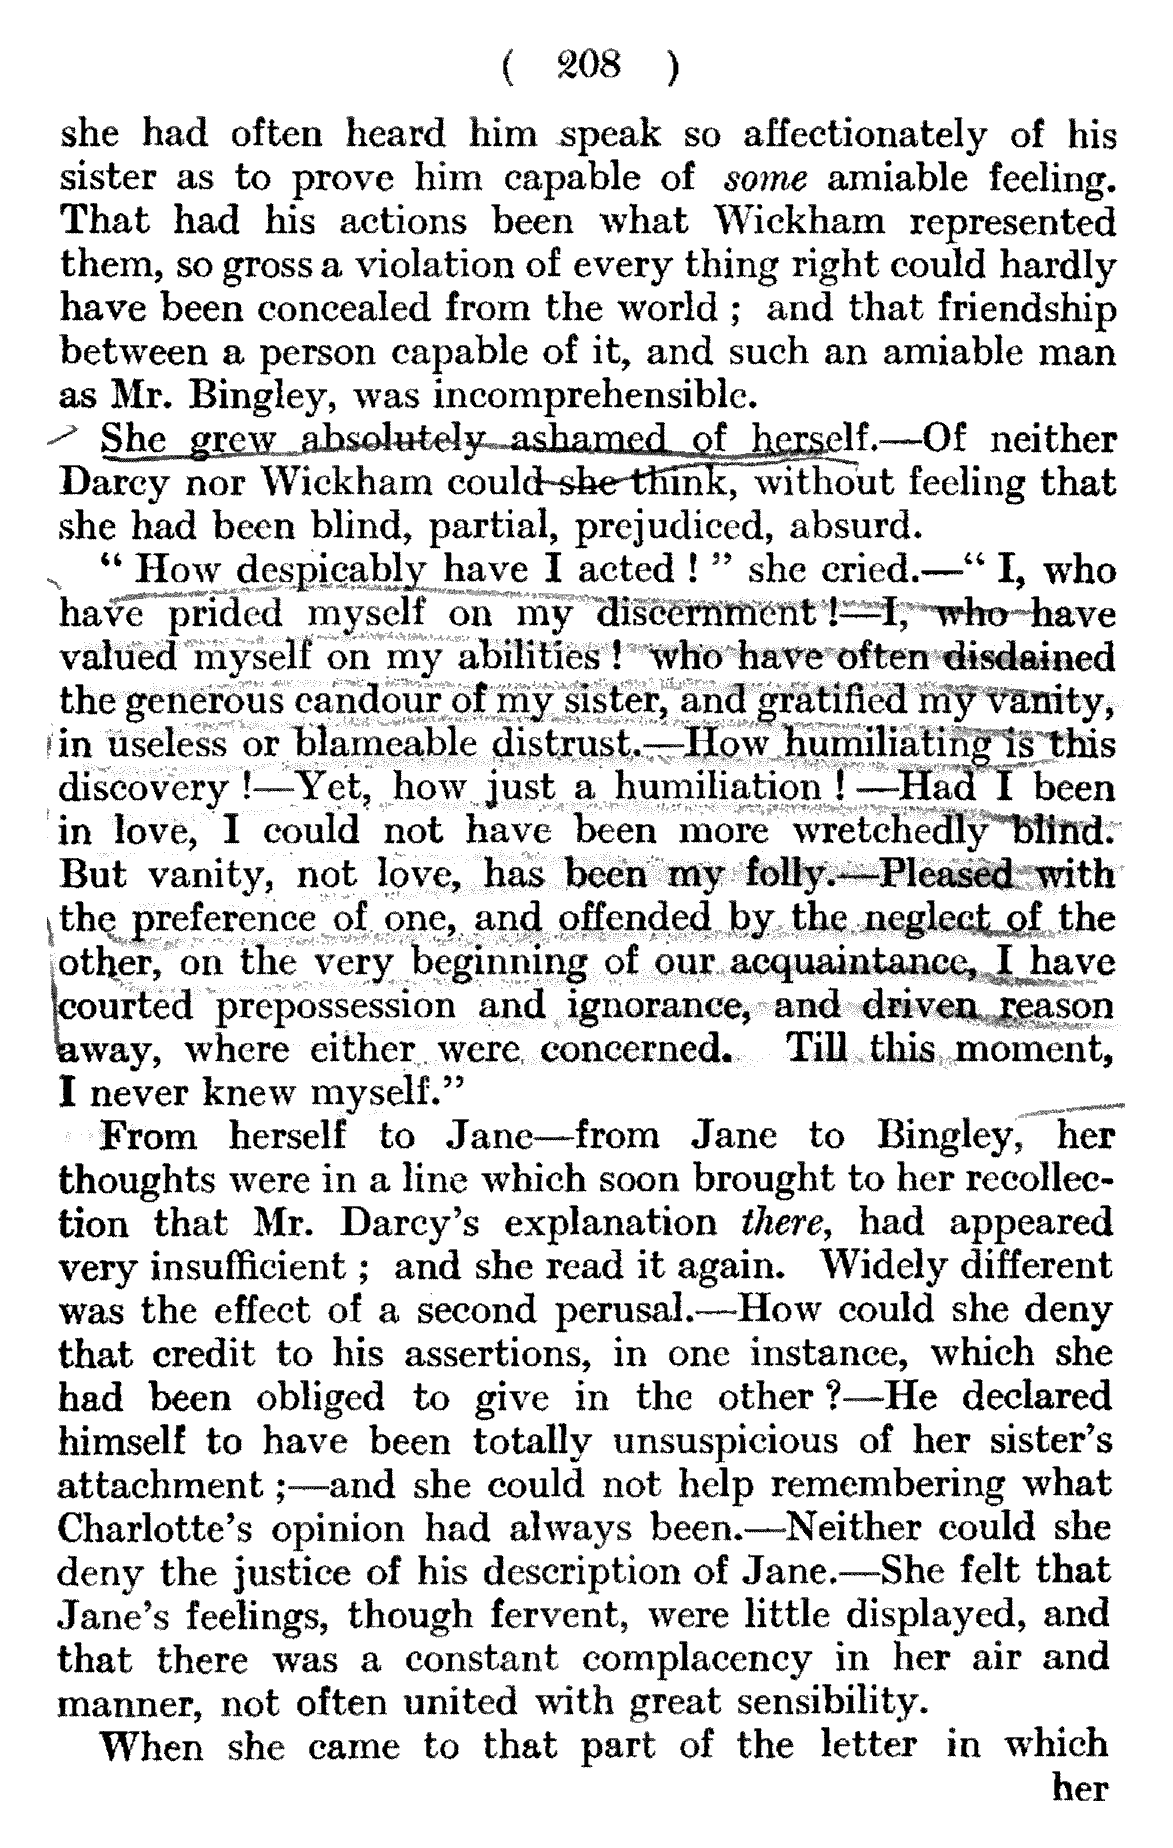 ( 208 )
she had often heard him speak so affectionately of his
sister as to prove him capable of some amiable feeling.
That had his actions been what Wickham represented
them, so gross a violation of every thing right could hardly
have been concealed from the world ; and that friendship
between a person capable of it, and such an amiable man
as Mr. Bingley, was incomprehensible.
She grew absolutely ashamed of herself.—Of neither
Darcy nor Wickham could she think, without feeling that
she had been blind, partial, prejudiced, absurd.
“ How despicably have I acted ! ” she cried.—“ I, who
have prided myself on my discernment !—I, who have
valued myself on my abilities ! who have often disdained
the generous candour of my sister, and gratified my vanity,
in useless or blameable distrust.—How humiliating is this
discovery !—Yet, how just a humiliation ! —Had I been
in love, I could not have been more wretchedly blind.
But vanity, not love, has been my folly.—Pleased with
the preference of one, and offended by the neglect of the
other, on the very beginning of our acquaintance, I have
courted prepossession and ignorance, and driven reason
away, where either were concerned. Till this moment,
I never knew myself.”
From herself to Jane—from Jane to Bingley, her
thoughts were in a line which soon brought to her recollec-
tion that Mr. Darcy’s explanation there, had appeared
very insufficient ; and she read it again. Widely different
was the effect of a second perusal.—How could she deny
that credit to his assertions, in one instance, which she
had been obliged to give in the other ?—He declared
himself to have been totally unsuspicious of her sister’s
attachment ;—and she could not help remembering what
Charlotte’s opinion had always been.—Neither could she
deny the justice of his description of Jane.—She felt that
Jane’s feelings, though fervent, were little displayed, and
that there was a constant complacency in her air and
manner, not often united with great sensibility.
When she came to that part of the letter in which
her